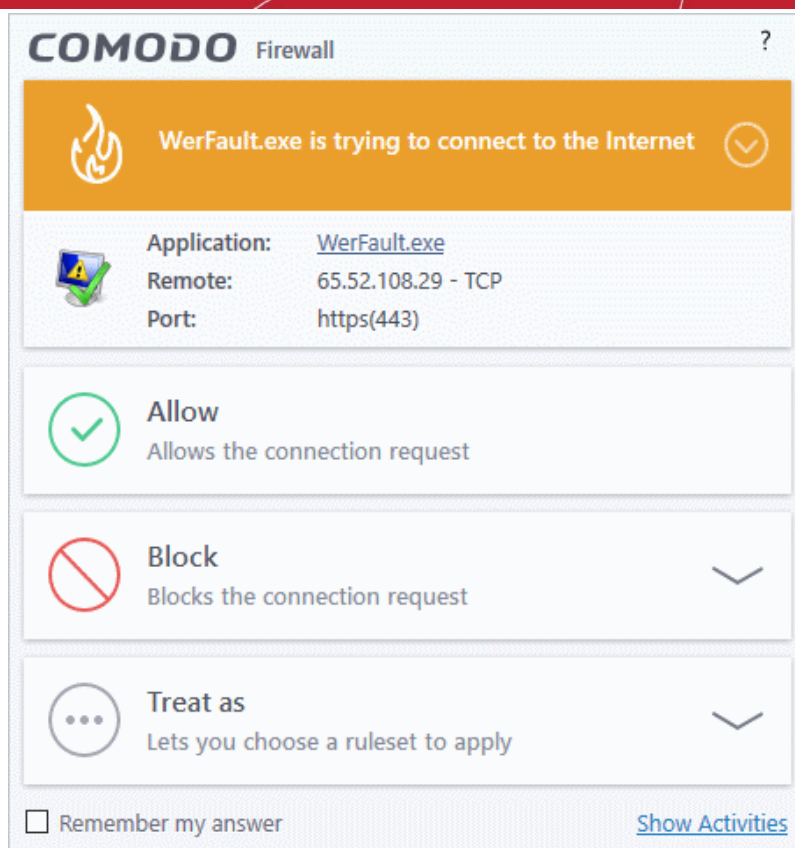 COMODO Firewall ?
WerFault.exe is trying to connect to the Internet
Application: WerFault.exe
Remote: 65.52.108.29 - TCP
Port: https(443)
Allow
Allows the connection request
Block
Blocks the connection request
Treat as
Lets you choose a ruleset to apply
Remember my answer Show Activities